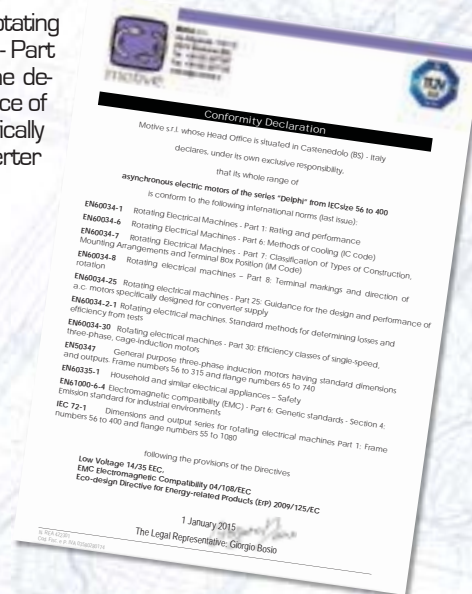 otating
- Part
ne de-
ce of
fically
erter
motive
TÜV
Conformity Declaration
Motive s.r.l. whose Head Office is situated in Castenedolo (BS) - Italy
declares, under its own exclusive responsibility,
that its whole range of
asynchronous electric motors of the series "Delphi" from IECsize 56 to 400
is conform to the following international norms (last issue):
EN60034-1 Rotating Electrical Machines - Part 1: Rating and performance
EN60034-6 Rotating Electrical Machines - Part 6: Methods of cooling (IC code)
EN60034-7 Rotating Electrical Machines - Part 7: Classification of Types of Construction,
Mounting Arrangements and Terminal Box Position (IM Code)
EN60034-8 Rotating electrical machines – Part 8: Terminal markings and direction of
rotation
EN60034-25 Rotating electrical machines - Part 25: Guidance for the design and performance of
a.c. motors specifically designed for converter supply
EN60034-2-1 Rotating electrical machines. Standard methods for determining losses and
efficiency from tests
EN60034-30 Rotating electrical machines - Part 30: Efficiency classes of single-speed,
three-phase, cage-induction motors
EN50347 General purpose three-phase induction motors having standard dimensions
and outputs. Frame numbers 56 to 315 and flange number 65 to 740
EN60335-1 Household and similar electrical appliances – Safety
EN61000-6-4 Electromagnetic compatibility (EMC) - Part 6: Generic standards - Section 4:
Emission standard for industrial environments
IEC 72-1 Dimensions and output series for rotating electrical machines Part 1: Frame
numbers 56 to 400 and flange numbers 55 to 1080
following the provisions of the Directives
Low Voltage 14/35 EEC.
EMC Electromagnetic Compatibility 04/108/EEC
Eco-design Directive for Energy-related Products (ErP) 2009/125/EC
1 January 2015
The Legal Representative: Giorgio Bosio